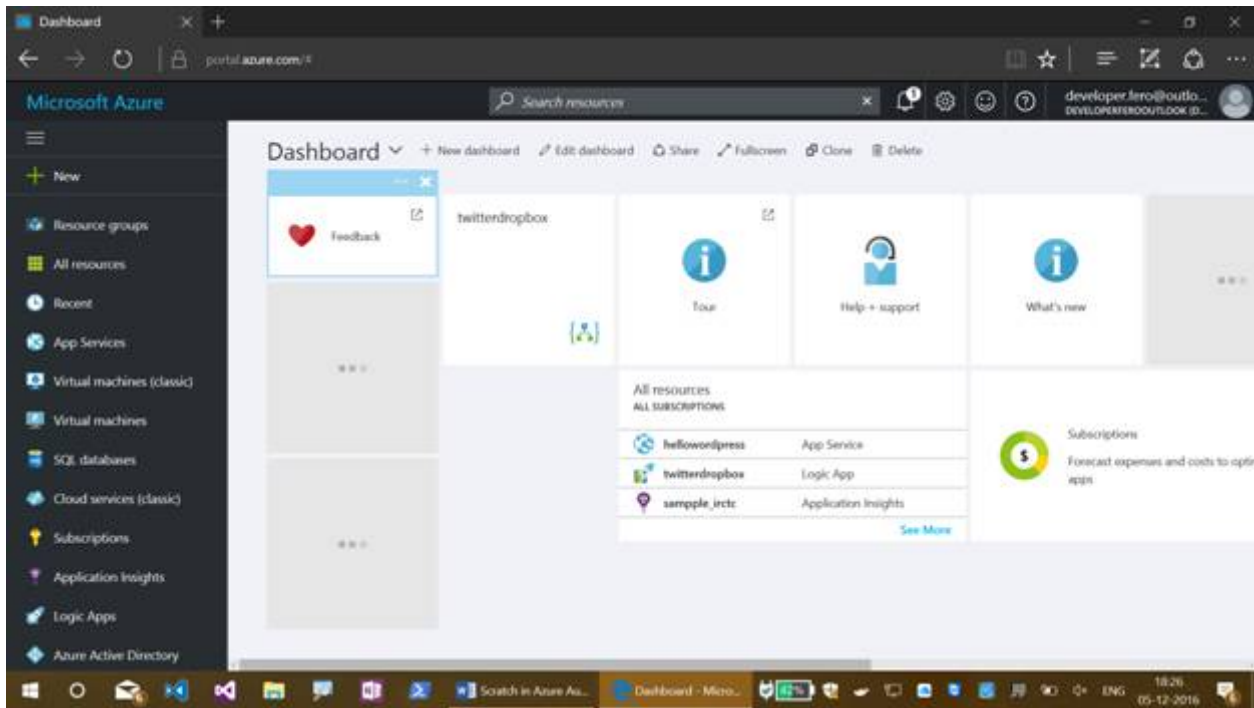 Dashboard
portal.azure.com/#
Microsoft Azure
Search resources
1
developer.fero@outlo...
DEVELOPERFEROOUTLOOK (D...
Dashboard
New dashboard
Edit dashboard
Share
Fullscreen
Clone
Delete
New
Resource groups
All resources
Recent
App Services
Virtual machines (classic)
Virtual machines
SQL databases
Cloud services (classic)
Subscriptions
Application Insights
Logic Apps
Azure Active Directory
Feedback
twitterdropbox
Tour
Help + support
What's new
All resources
ALL SUBSCRIPTIONS
hellowordpress App Service
twitterdropbox Logic App
sampple_irctc Application Insights
See More
Subscriptions
Forecast expenses and costs to optim
apps
Scratch in Azure Au...
Dashboard - Micro...
ENG
18:26
05-12-2016